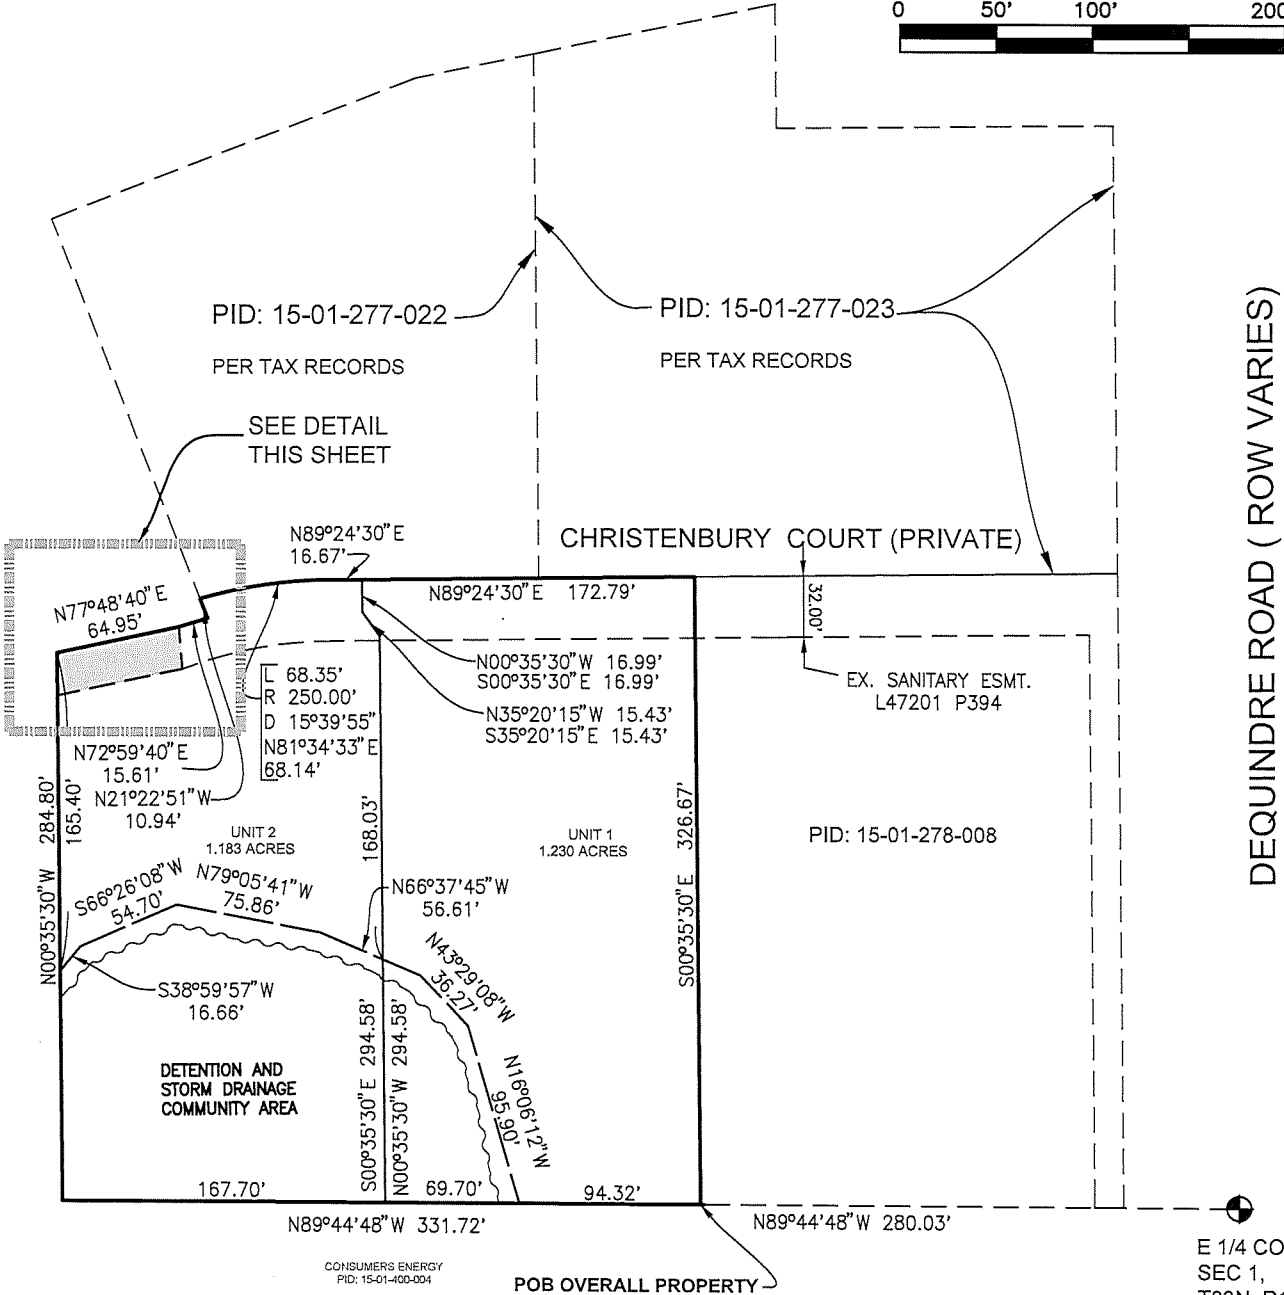 0 50' 100' 200
PID: 15-01-277-022
PER TAX RECORDS
PID: 15-01-277-023
PER TAX RECORDS
DEQUINDRE ROAD ( ROW VARIES)
SEE DETAIL
THIS SHEET
N89°24'30"E
16.67'
CHRISTENBURY COURT (PRIVATE)
N89°24'30"E 172.79'
32.00'
N77°48'40"E
64.95'
N00°35'30"W 16.99'
S00°35'30"E 16.99'
N35°20'15"W 15.43'
S35°20'15"E 15.43'
EX. SANITARY ESMT.
L47201 P394
L 68.35'
R 250.00'
D 15°39'55"
N81°34'33"E
68.14'
N72°59'40"E
15.61'
N21°22'51"W
10.94'
N00°35'30"W 284.80'
165.40'
UNIT 2
1.183 ACRES
168.03'
UNIT 1
1.230 ACRES
S00°35'30"E 326.67'
PID: 15-01-278-008
S66°26'08"W
54.70'
N79°05'41"W
75.86'
N66°37'45"W
56.61'
N43°29'08"W
36.27'
S38°59'57"W
16.66'
DETENTION AND
STORM DRAINAGE
COMMUNITY AREA
S00°35'30"E 294.58'
N00°35'30"W 294.58'
N16°06'12"W
95.90'
167.70'
69.70'
94.32'
N89°44'48"W 331.72'
N89°44'48"W 280.03'
CONSUMERS ENERGY
PID: 15-01-400-004
POB OVERALL PROPERTY
E 1/4 CO
SEC 1,